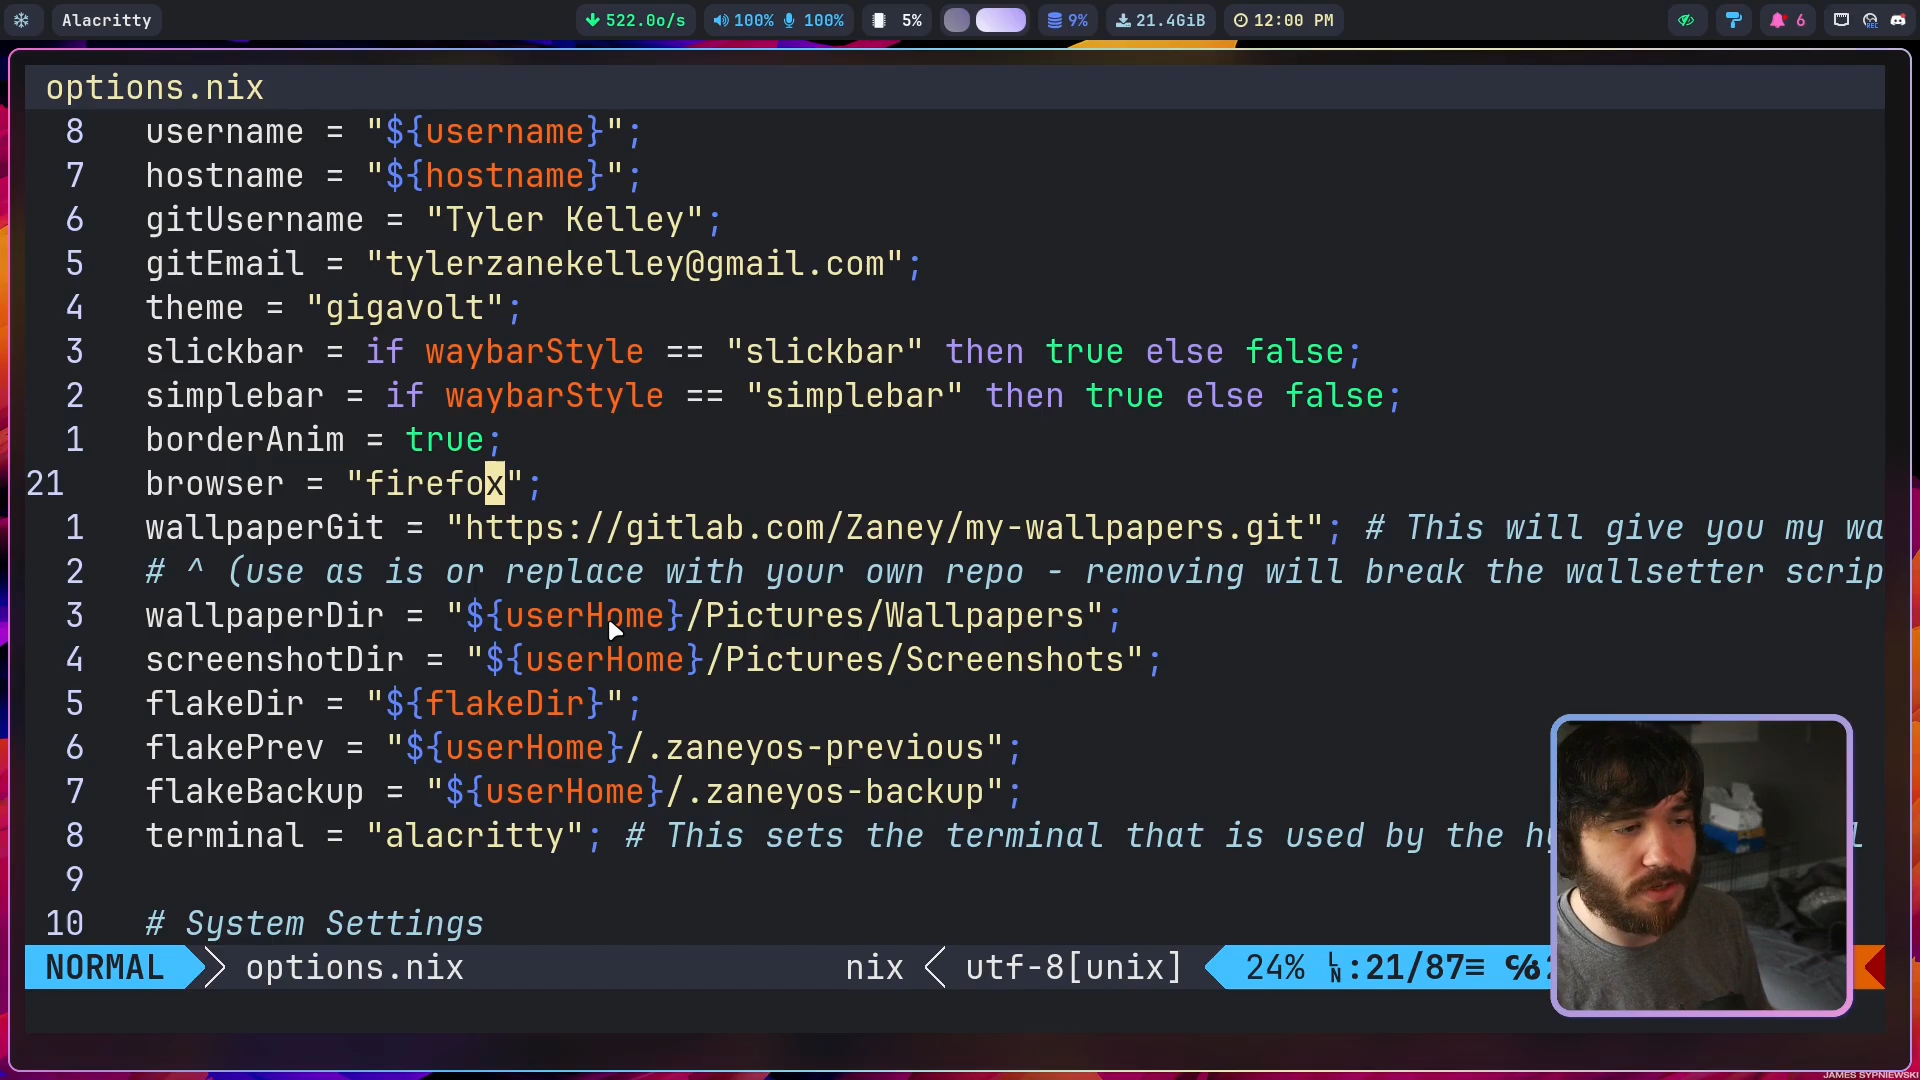 Alacritty
522.0o/s
100% 100%
5%
9%
21.4GiB
12:00 PM
6
REC
options.nix
8 username = "${username}";
7 hostname = "${hostname}";
6 gitUsername = "Tyler Kelley";
5 gitEmail = "tylerzanekelley@gmail.com";
4 theme = "gigavolt";
3 slickbar = if waybarStyle == "slickbar" then true else false;
2 simplebar = if waybarStyle == "simplebar" then true else false;
1 borderAnim = true;
21 browser = "firefox";
1 wallpaperGit = "https://gitlab.com/Zaney/my-wallpapers.git"; # This will give you my wa
2 # ^ (use as is or replace with your own repo - removing will break the wallsetter scrip
3 wallpaperDir = "${userHome}/Pictures/Wallpapers";
4 screenshotDir = "${userHome}/Pictures/Screenshots";
5 flakeDir = "${flakeDir}";
6 flakePrev = "${userHome}/.zaneyos-previous";
7 flakeBackup = "${userHome}/.zaneyos-backup";
8 terminal = "alacritty"; # This sets the terminal that is used by the
9
10 # System Settings
NORMAL options.nix nix utf-8[unix] 24% LN:21/87≡ ℅:
JAMES SYPNIEWSKI